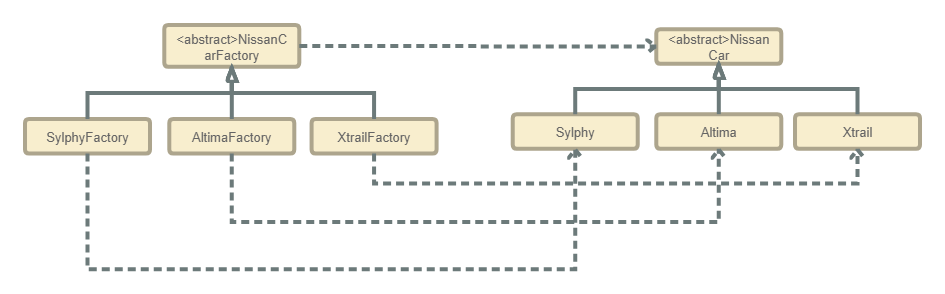 <abstract>NissanC
arFactory
<abstract>Nissan
Car
SylphyFactory
AltimaFactory
XtrailFactory
Sylphy
Altima
Xtrail